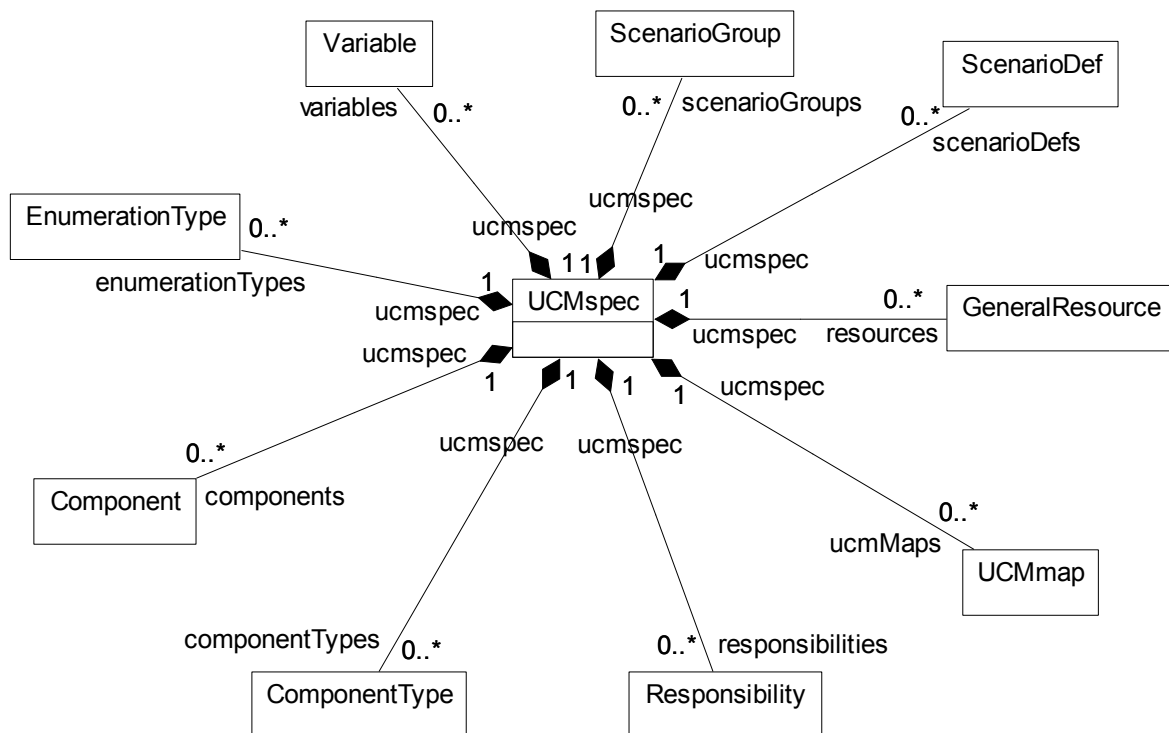 Variable
ScenarioGroup
ScenarioDef
variables
0..*
0..*
scenarioGroups
0..*
scenarioDefs
EnumerationType
0..*
enumerationTypes
ucmspec
ucmspec
ucmspec
1
1
1
1
ucmspec
UCMspec
1
ucmspec
0..*
resources
GeneralResource
ucmspec
1
ucmspec
1
ucmspec
1
ucmspec
1
0..*
components
Component
0..*
ucmMaps
UCMmap
componentTypes
0..*
ComponentType
0..*
responsibilities
Responsibility